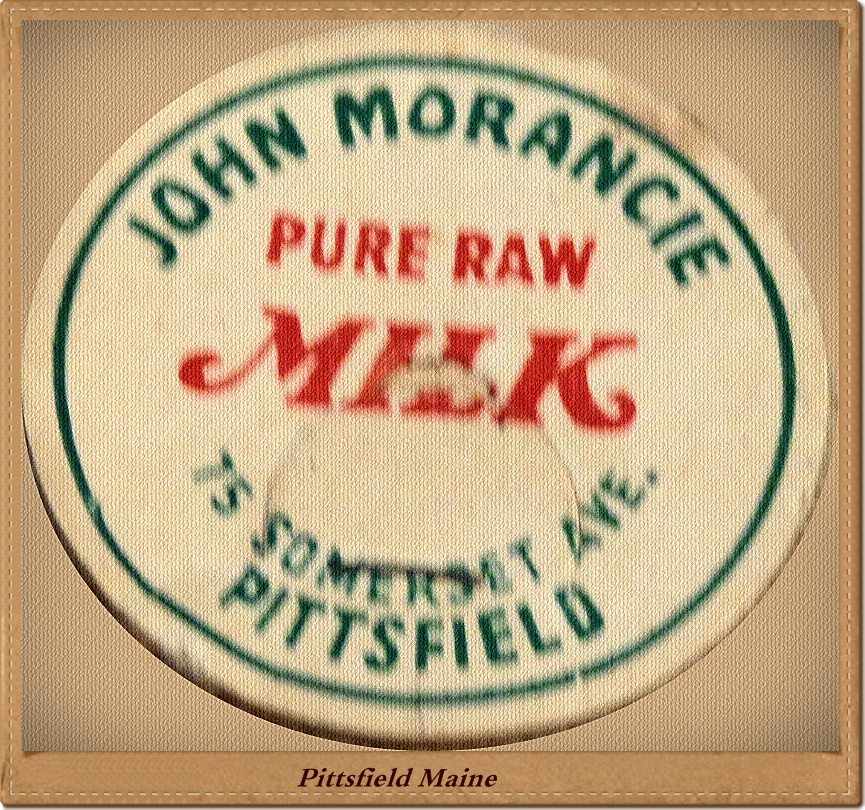 JOHN MORANCIE
PURE RAW
MILK
75 SOMERSET AVE.
PITTSFIELD
Pittsfield Maine